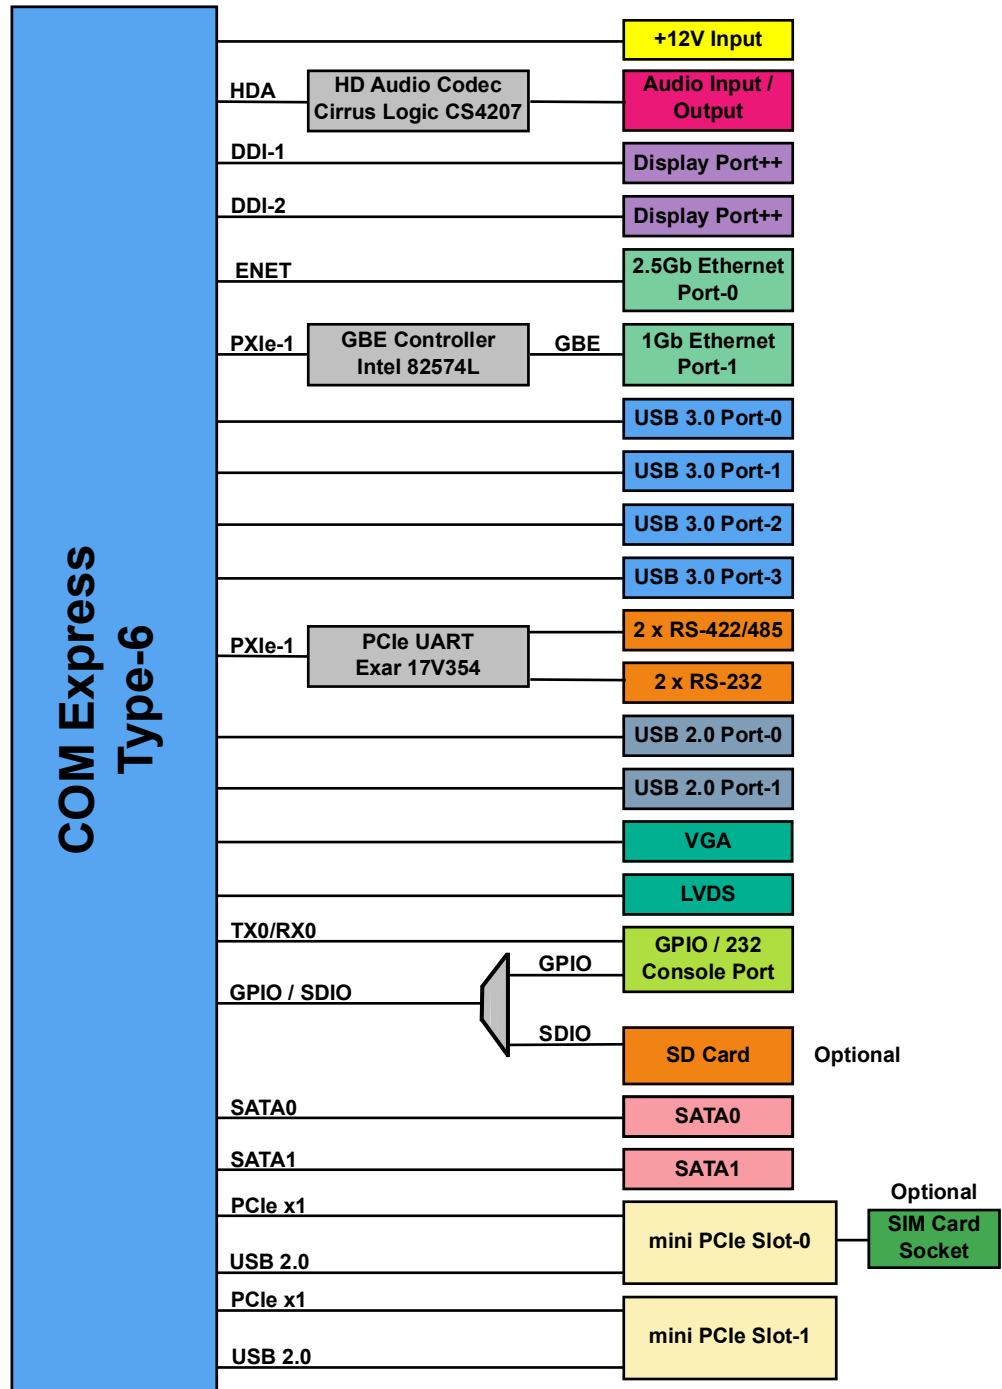 COM Express
Type-6
+12V Input
HDA
HD Audio Codec
Cirrus Logic CS4207
Audio Input /
Output
DDI-1
Display Port++
DDI-2
Display Port++
ENET
2.5Gb Ethernet
Port-0
PXIe-1
GBE Controller
Intel 82574L
GBE
1Gb Ethernet
Port-1
USB 3.0 Port-0
USB 3.0 Port-1
USB 3.0 Port-2
USB 3.0 Port-3
PXIe-1
PCIe UART
Exar 17V354
2 x RS-422/485
2 x RS-232
USB 2.0 Port-0
USB 2.0 Port-1
VGA
LVDS
TX0/RX0
GPIO / 232
Console Port
GPIO
GPIO / SDIO
SDIO
SD Card
Optional
SATA0
SATA0
SATA1
SATA1
PCIe x1
mini PCIe Slot-0
Optional
SIM Card
Socket
USB 2.0
PCIe x1
mini PCIe Slot-1
USB 2.0